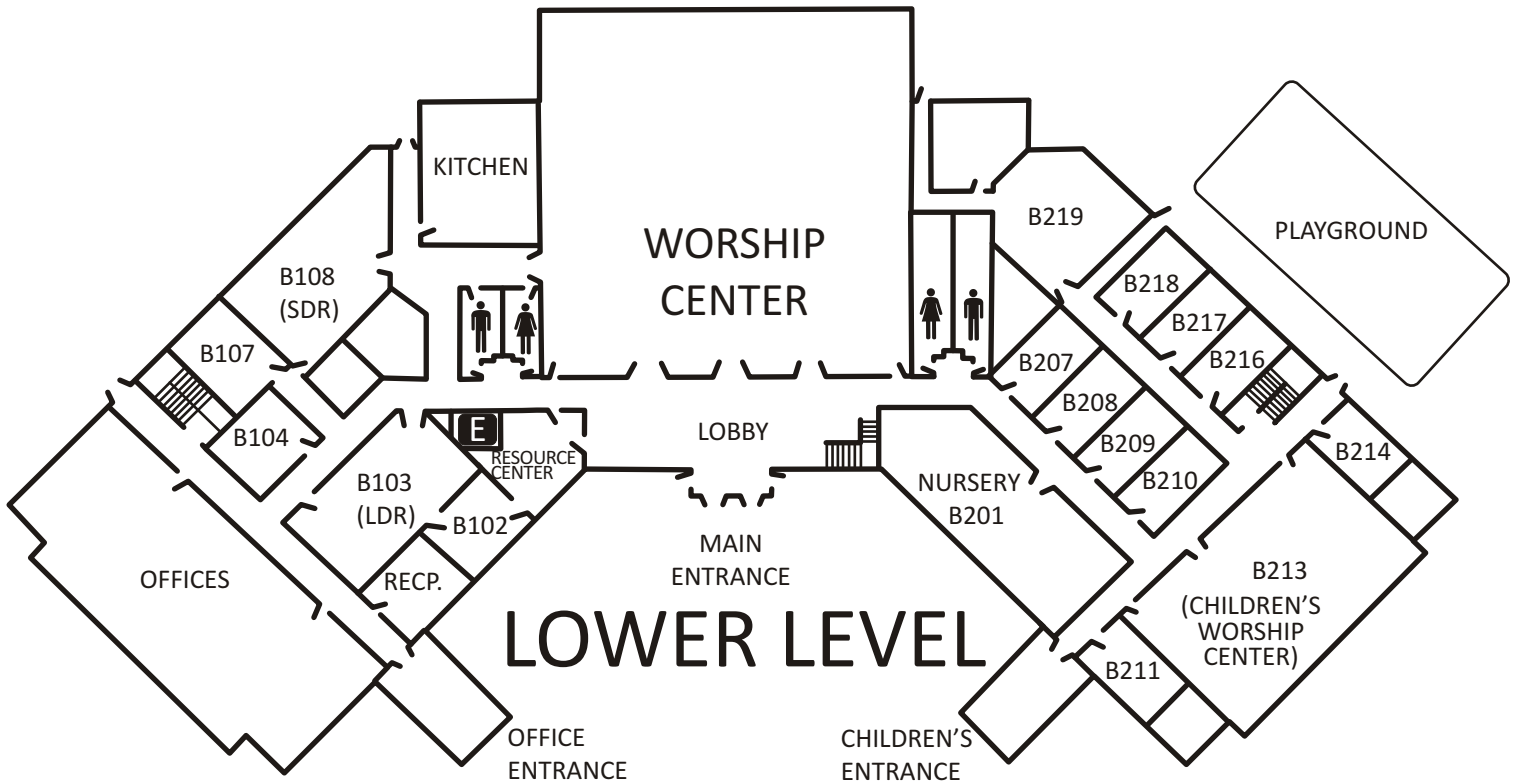 KITCHEN
WORSHIP
CENTER
B219
PLAYGROUND
B108
(SDR)
B218
B217
B216
B107
B207
B208
B209
B210
B104
E
LOBBY
RESOURCE
CENTER
B103
(LDR)
B102
NURSERY
B201
B214
MAIN
ENTRANCE
OFFICES
RECP.
B213
(CHILDREN'S
WORSHIP
CENTER)
LOWER LEVEL
B211
OFFICE
ENTRANCE
CHILDREN'S
ENTRANCE